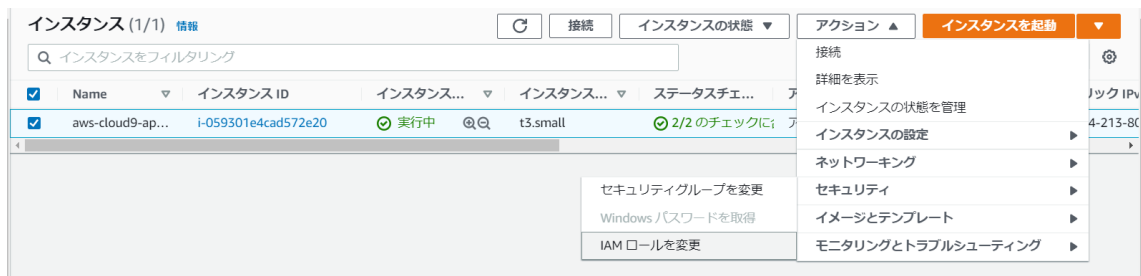 インスタンス (1/1) 情報 接続 インスタンスの状態 ▼ アクション ▲ インスタンスを起動 ▼
インスタンスをフィルタリング
Name インスタンス ID インスタンス... インスタンス... ステータスチェ... リック IPv
aws-cloud9-ap... i-059301e4cad572e20 実行中 t3.small 2/2 のチェックに 4-213-80
接続
詳細を表示
インスタンスの状態を管理
インスタンスの設定
ネットワーキング
セキュリティ
イメージとテンプレート
モニタリングとトラブルシューティング
セキュリティグループを変更
Windows パスワードを取得
IAM ロールを変更